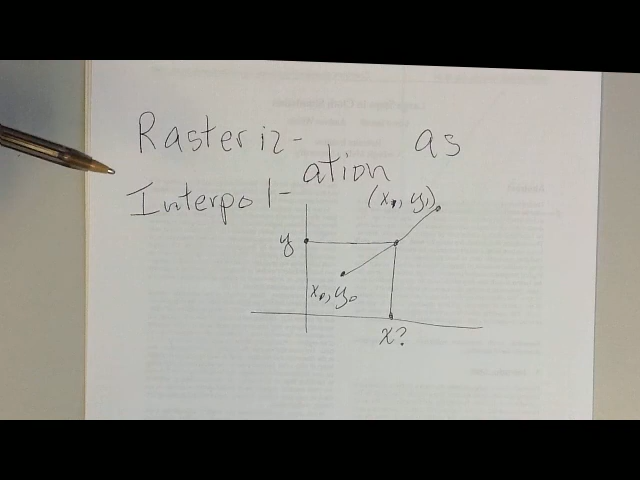 Rasteriz- as
Interpol- ation
(x₁, y₁)
y
x₀, y₀
x?